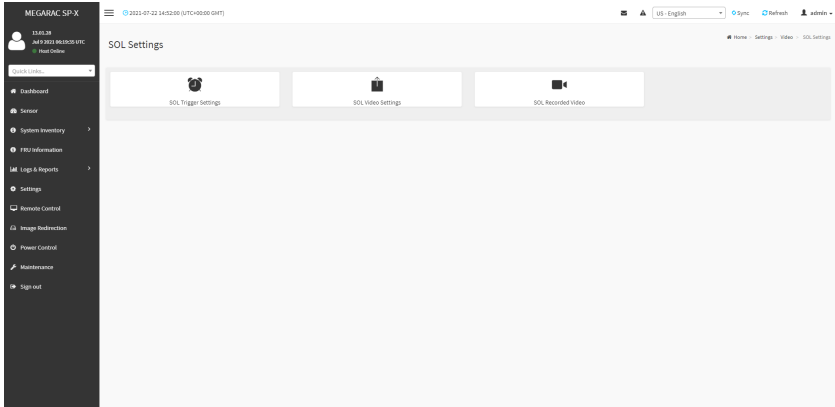 MEGARAC SP-X
2021-07-22 14:52:00 (UTC+00:00 GMT)
US - English
Sync
Refresh
admin
13.01.28
Jul 9 2021 06:19:35 UTC
Host Online
Quick Links...
Dashboard
Sensor
System Inventory
FRU Information
Logs & Reports
Settings
Remote Control
Image Redirection
Power Control
Maintenance
Sign out
SOL Settings
Home > Settings > Video > SOL Settings
SOL Trigger Settings
SOL Video Settings
SOL Recorded Video